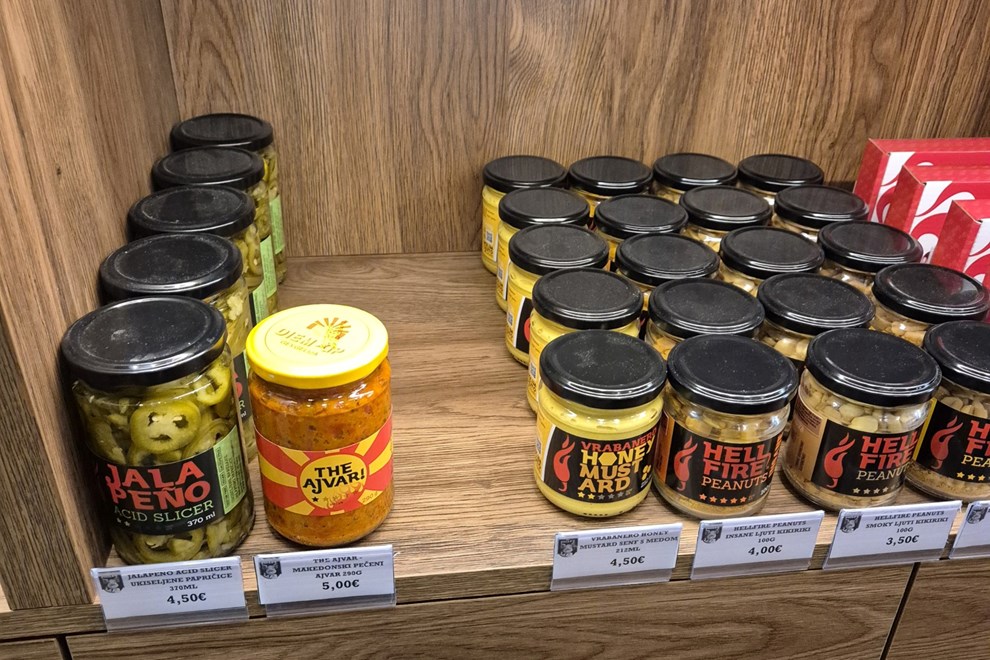 JALA
PEÑO
ACID SLICER
370 ml
THE
AJVAR!
VRABANERO
HONEY
MUST
ARD
HELL
FIRE!
PEANUTS
HELL
FIRE!
PEANUTS
HELL
FIRE
PEAN
JALAPENO ACID SLICER
UKISELJENE PAPRIČICE
370ML
4,50€
THE AJVAR -
MAKEDONSKI PEČENI
AJVAR 290G
5,00€
VRABANERO HONEY
MUSTARD SENF S MEDOM
212ML
4,50€
HELLFIRE PEANUTS
INSANE LJUTI KIKIRIKI
100G
4,00€
HELLFIRE PEANUTS
SMOKY LJUTI KIKIRIKI
100G
3,50€